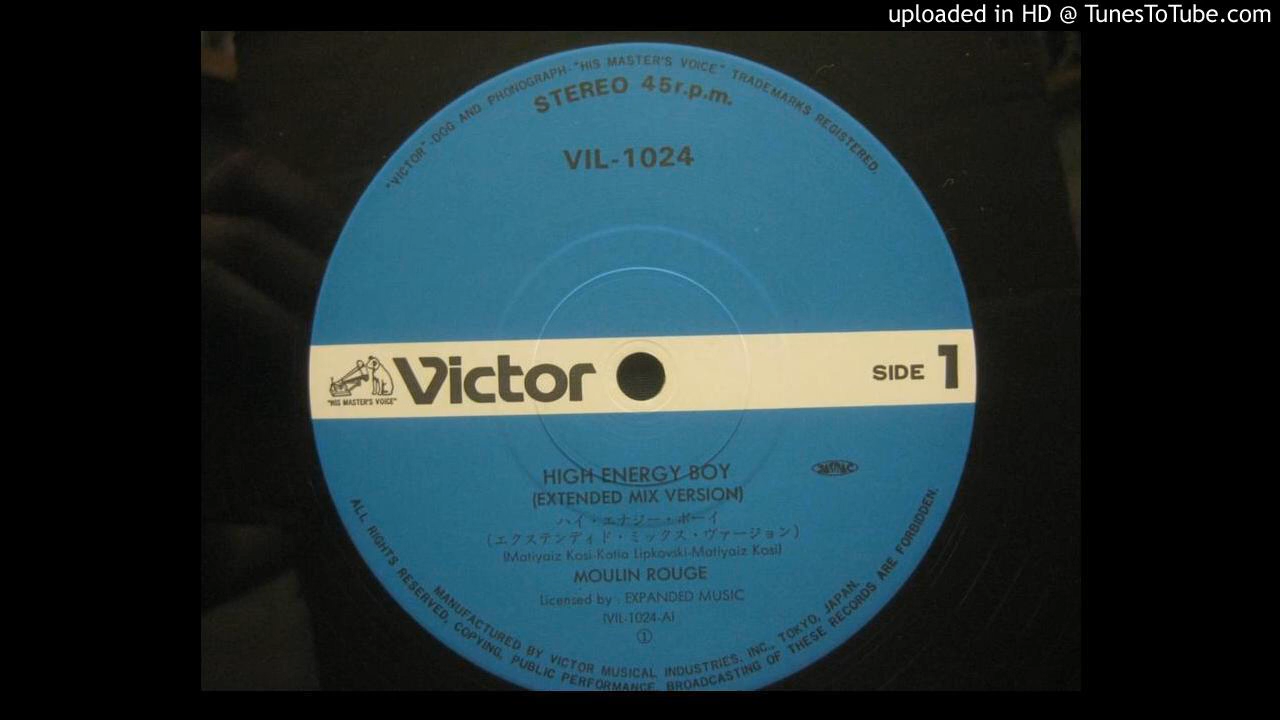 uploaded in HD @ TunesToTube.com
"VICTOR"-DOG AND PHONOGRAPH-"HIS MASTER'S VOICE" TRADEMARKS REGISTERED.
STEREO 45r.p.m.
VIL-1024
"HIS MASTER'S VOICE"
Victor
SIDE 1
HIGH ENERGY BOY
(EXTENDED MIX VERSION)
ハイ・エナジー・ボーイ
(エクステンディド・ミックス・ヴァージョン)
(Matiyaiz Kosi-Katia Lipkovski-Matiyaiz Kosi)
MOULIN ROUGE
Licensed by : EXPANDED MUSIC
(VIL-1024-A)
①
ALL RIGHTS RESERVED, COPYING, PUBLIC PERFORMANCE, BROADCASTING OF THESE RECORDS ARE FORBIDDEN.
MANUFACTURED BY VICTOR MUSICAL INDUSTRIES, INC., TOKYO, JAPAN.